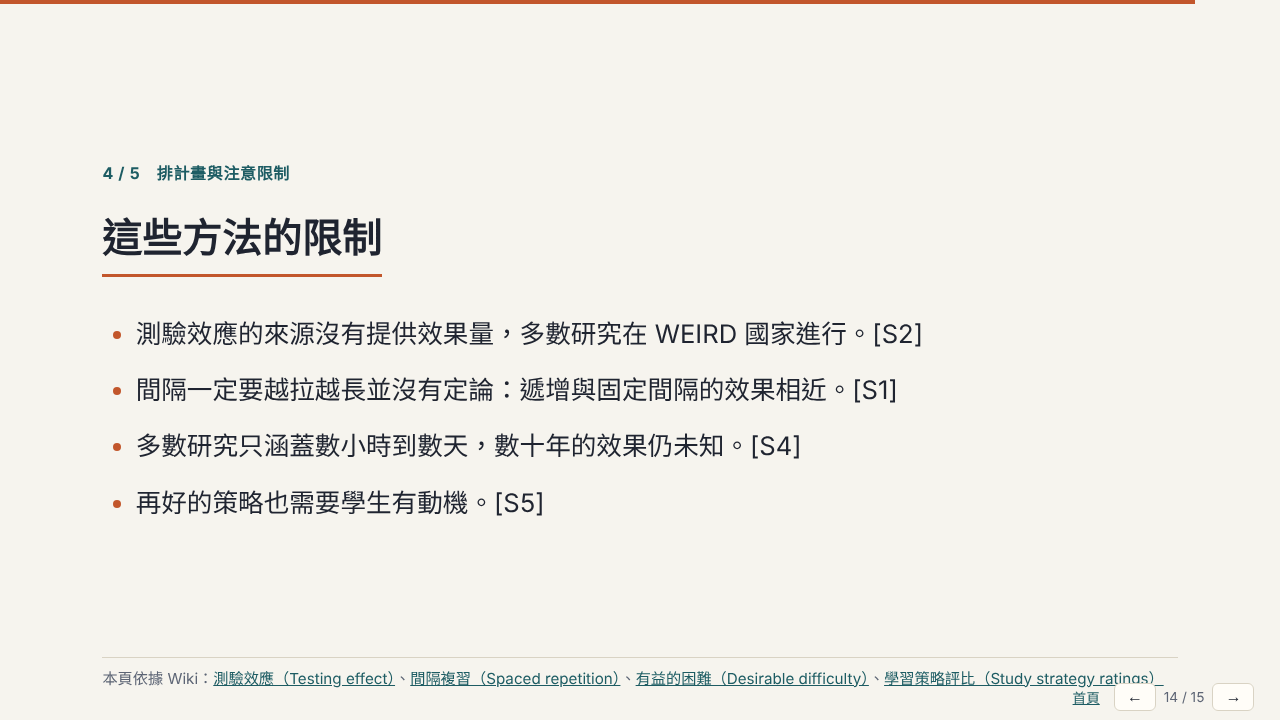 4 / 5 排計畫與注意限制
這些方法的限制
測驗效應的來源沒有提供效果量，多數研究在 WEIRD 國家進行。[S2]
間隔一定要越拉越長並沒有定論：遞增與固定間隔的效果相近。[S1]
多數研究只涵蓋數小時到數天，數十年的效果仍未知。[S4]
再好的策略也需要學生有動機。[S5]
本頁依據 Wiki：測驗效應（Testing effect）、間隔複習（Spaced repetition）、有益的困難（Desirable difficulty）、學習策略評比（Study strategy ratings）
首頁 ← 14 / 15 →